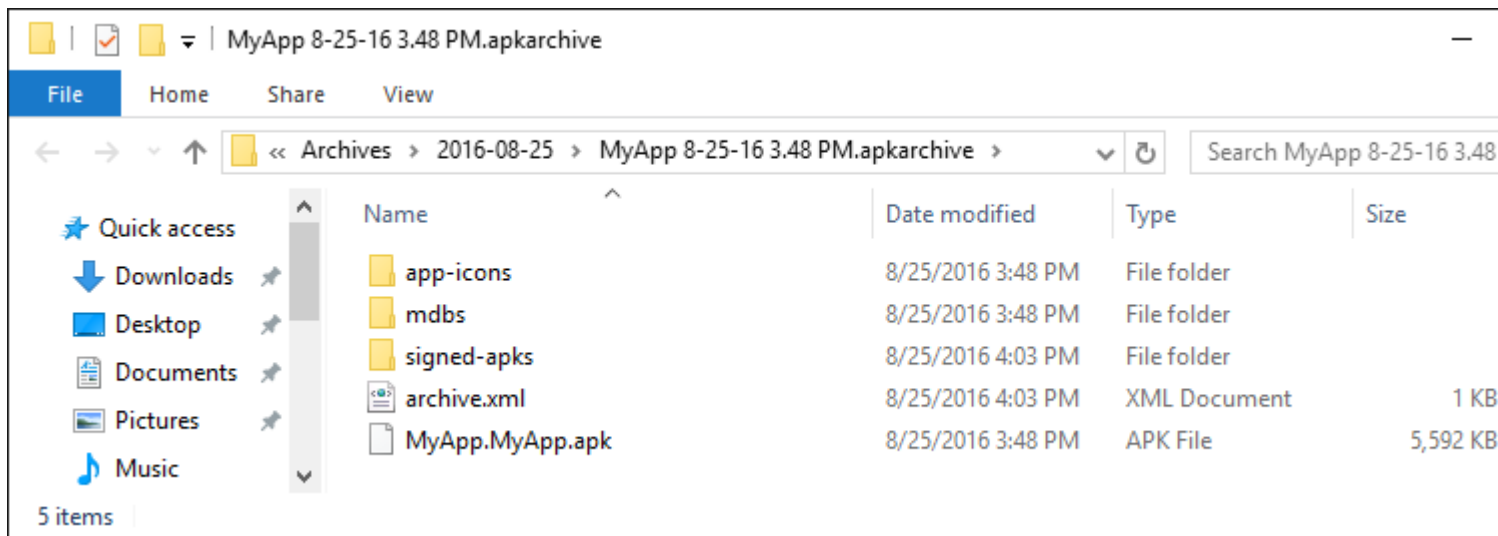 MyApp 8-25-16 3.48 PM.apkarchive
File Home Share View
« Archives > 2016-08-25 > MyApp 8-25-16 3.48 PM.apkarchive > Search MyApp 8-25-16 3.48
Quick access
Downloads
Desktop
Documents
Pictures
Music
Name Date modified Type Size
app-icons 8/25/2016 3:48 PM File folder
mdbs 8/25/2016 3:48 PM File folder
signed-apks 8/25/2016 4:03 PM File folder
archive.xml 8/25/2016 4:03 PM XML Document 1 KB
MyApp.MyApp.apk 8/25/2016 3:48 PM APK File 5,592 KB
5 items